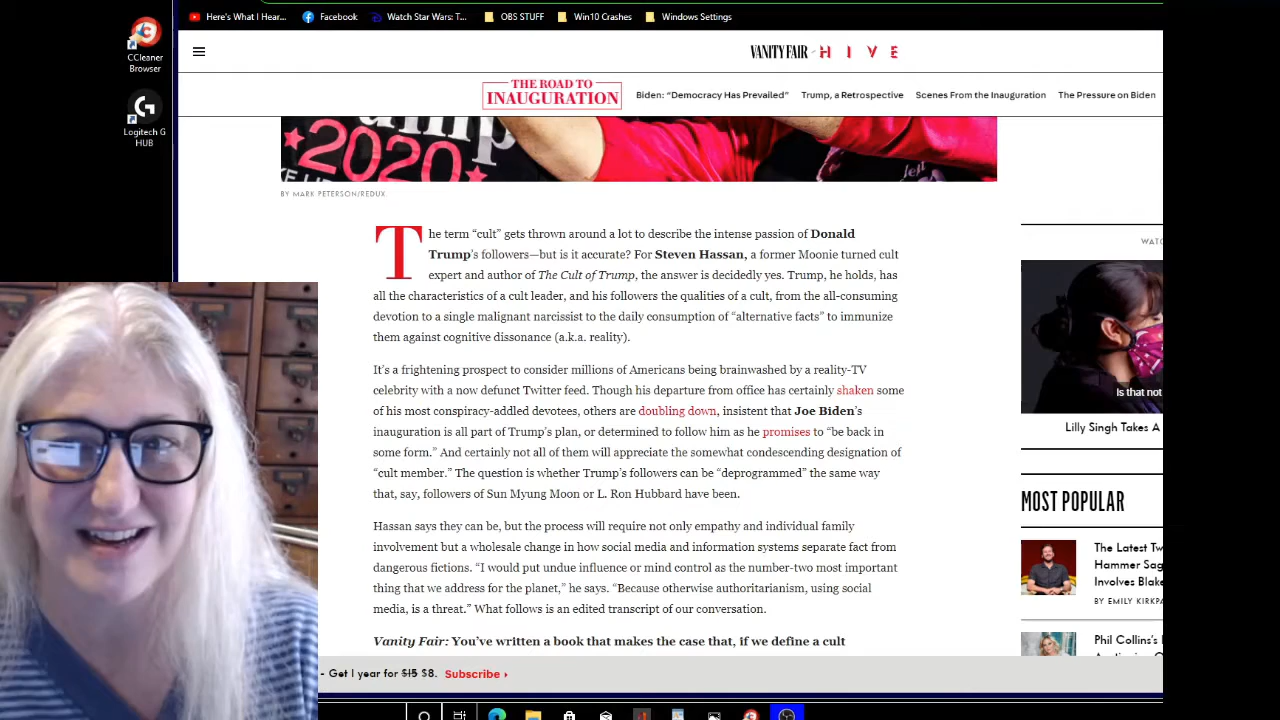 Here's What I Hear...
Facebook
Watch Star Wars: T...
OBS STUFF
Win10 Crashes
Windows Settings
CCleaner
Browser
Logitech G
HUB
VANITY FAIR HIVE
THE ROAD TO
INAUGURATION
Biden: “Democracy Has Prevailed”
Trump, a Retrospective
Scenes From the Inauguration
The Pressure on Biden
2020
BY MARK PETERSON/REDUX.
The term “cult” gets thrown around a lot to describe the intense passion of Donald
Trump’s followers—but is it accurate? For Steven Hassan, a former Moonie turned cult
expert and author of The Cult of Trump, the answer is decidedly yes. Trump, he holds, has
all the characteristics of a cult leader, and his followers the qualities of a cult, from the all-consuming
devotion to a single malignant narcissist to the daily consumption of “alternative facts” to immunize
them against cognitive dissonance (a.k.a. reality).
It’s a frightening prospect to consider millions of Americans being brainwashed by a reality-TV
celebrity with a now defunct Twitter feed. Though his departure from office has certainly shaken some
of his most conspiracy-addled devotees, others are doubling down, insistent that Joe Biden’s
inauguration is all part of Trump’s plan, or determined to follow him as he promises to “be back in
some form.” And certainly not all of them will appreciate the somewhat condescending designation of
“cult member.” The question is whether Trump’s followers can be “deprogrammed” the same way
that, say, followers of Sun Myung Moon or L. Ron Hubbard have been.
Hassan says they can be, but the process will require not only empathy and individual family
involvement but a wholesale change in how social media and information systems separate fact from
dangerous fictions. “I would put undue influence or mind control as the number-two most important
thing that we address for the planet,” he says. “Because otherwise authoritarianism, using social
media, is a threat.” What follows is an edited transcript of our conversation.
Vanity Fair: You’ve written a book that makes the case that, if we define a cult
- Get 1 year for $15 $8. Subscribe ›
WATC
Is that not
Lilly Singh Takes A
MOST POPULAR
The Latest Tw
Hammer Sag
Involves Blake
BY EMILY KIRKPA
Phil Collins’s